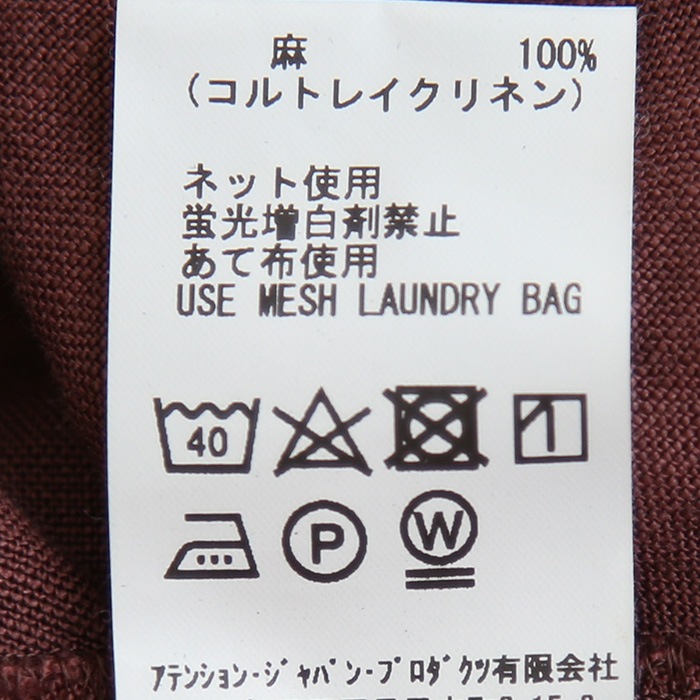 麻 100%
(コルトレイクリネン)
ネット使用
蛍光増白剤禁止
あて布使用
USE MESH LAUNDRY BAG
40
P W
ｱﾃﾝｼｮﾝ･ｼﾞｬﾊﾟﾝ･ﾌﾟﾛﾀﾞｸﾂ有限会社